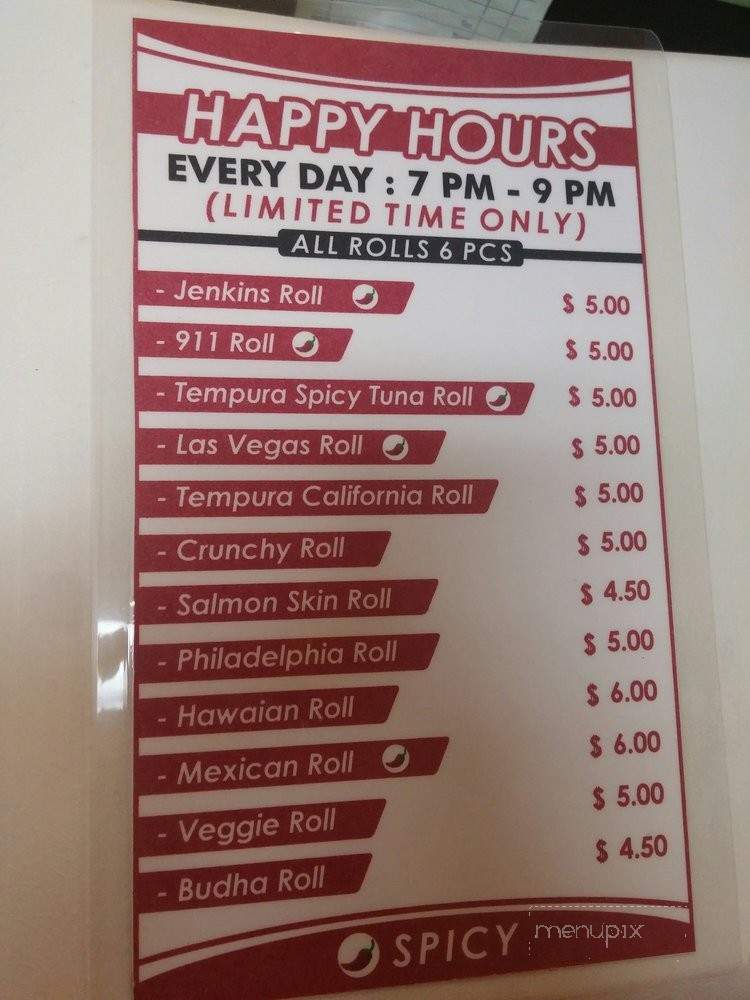 HAPPY HOURS
EVERY DAY : 7 PM - 9 PM
(LIMITED TIME ONLY)
ALL ROLLS 6 PCS
- Jenkins Roll $ 5.00
- 911 Roll $ 5.00
- Tempura Spicy Tuna Roll $ 5.00
- Las Vegas Roll $ 5.00
- Tempura California Roll $ 5.00
- Crunchy Roll $ 5.00
- Salmon Skin Roll $ 4.50
- Philadelphia Roll $ 5.00
- Hawaian Roll $ 6.00
- Mexican Roll $ 6.00
- Veggie Roll $ 5.00
- Budha Roll $ 4.50
SPICY
menupix